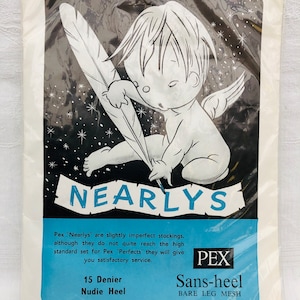 NEARLYS
Pex 'Nearlys' are slightly imperfect stockings,
although they do not quite reach the high
standard set for Pex 'Perfects' they will give
you satisfactory service.
15 Denier
Nudie Heel
PEX
Sans-heel
BARE LEG MESH